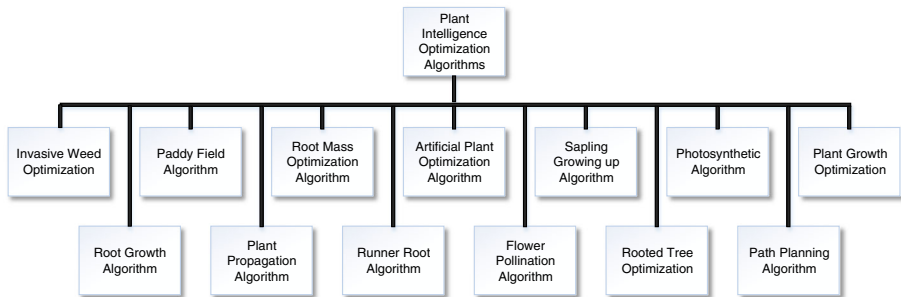 Plant
Intelligence
Optimization
Algorithms
Invasive Weed
Optimization
Paddy Field
Algorithm
Root Mass
Optimization
Algorithm
Artificial Plant
Optimization
Algorithm
Sapling
Growing up
Algorithm
Photosynthetic
Algorithm
Plant Growth
Optimization
Root Growth
Algorithm
Plant
Propagation
Algorithm
Runner Root
Algorithm
Flower
Pollination
Algorithm
Rooted Tree
Optimization
Path Planning
Algorithm